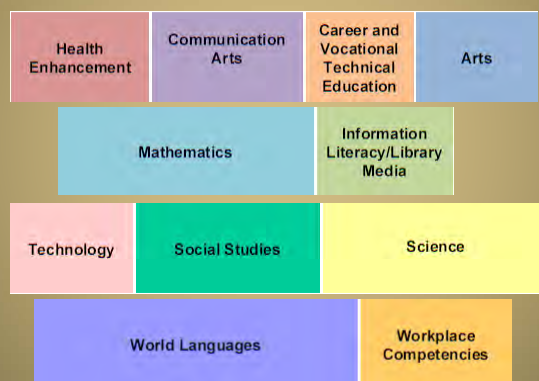 Health
Enhancement
Communication
Arts
Career and
Vocational
Technical
Education
Arts
Mathematics
Information
Literacy/Library
Media
Technology
Social Studies
Science
World Languages
Workplace
Competencies